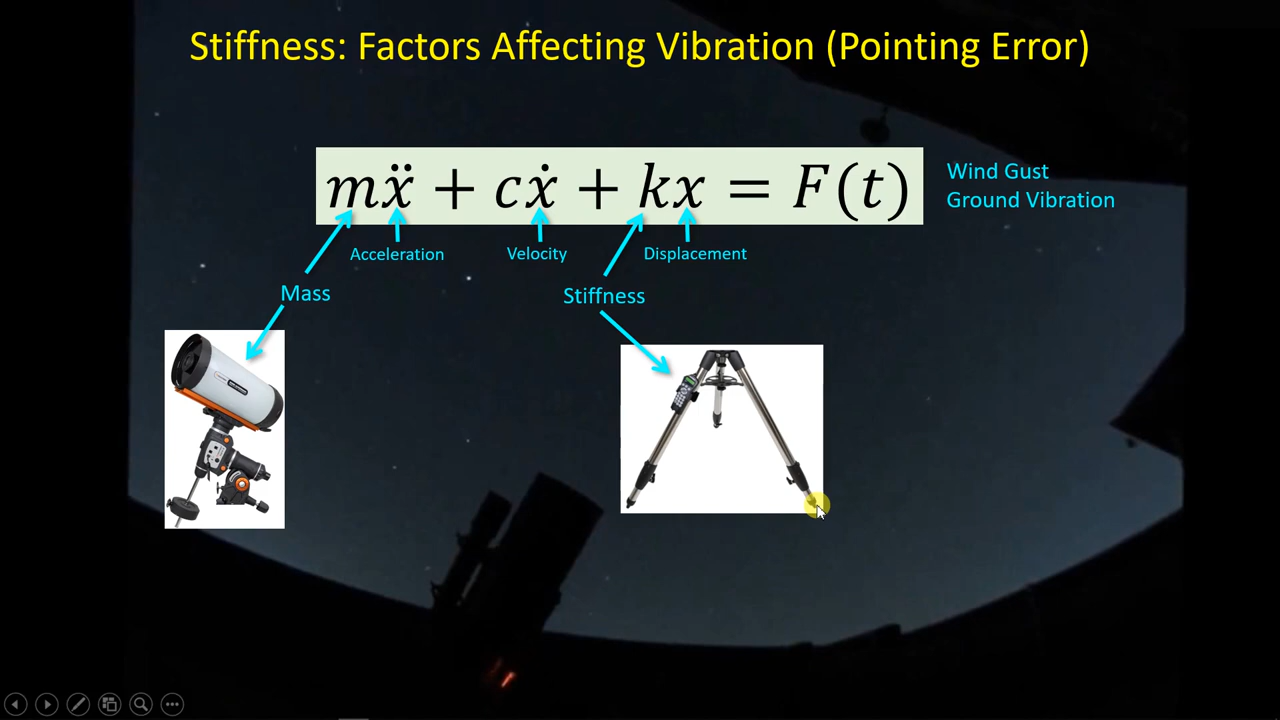 Stiffness: Factors Affecting Vibration (Pointing Error)
mẍ + cẋ + kx = F(t)
Wind Gust
Ground Vibration
Acceleration
Velocity
Displacement
Mass
Stiffness